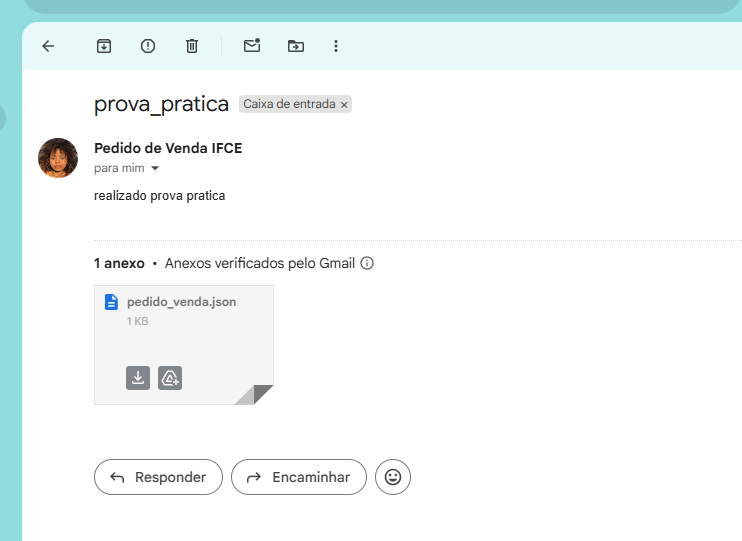 prova_pratica Caixa de entrada ×
Pedido de Venda IFCE
para mim
realizado prova pratica
1 anexo • Anexos verificados pelo Gmail
pedido_venda.json
1 KB
Responder Encaminhar